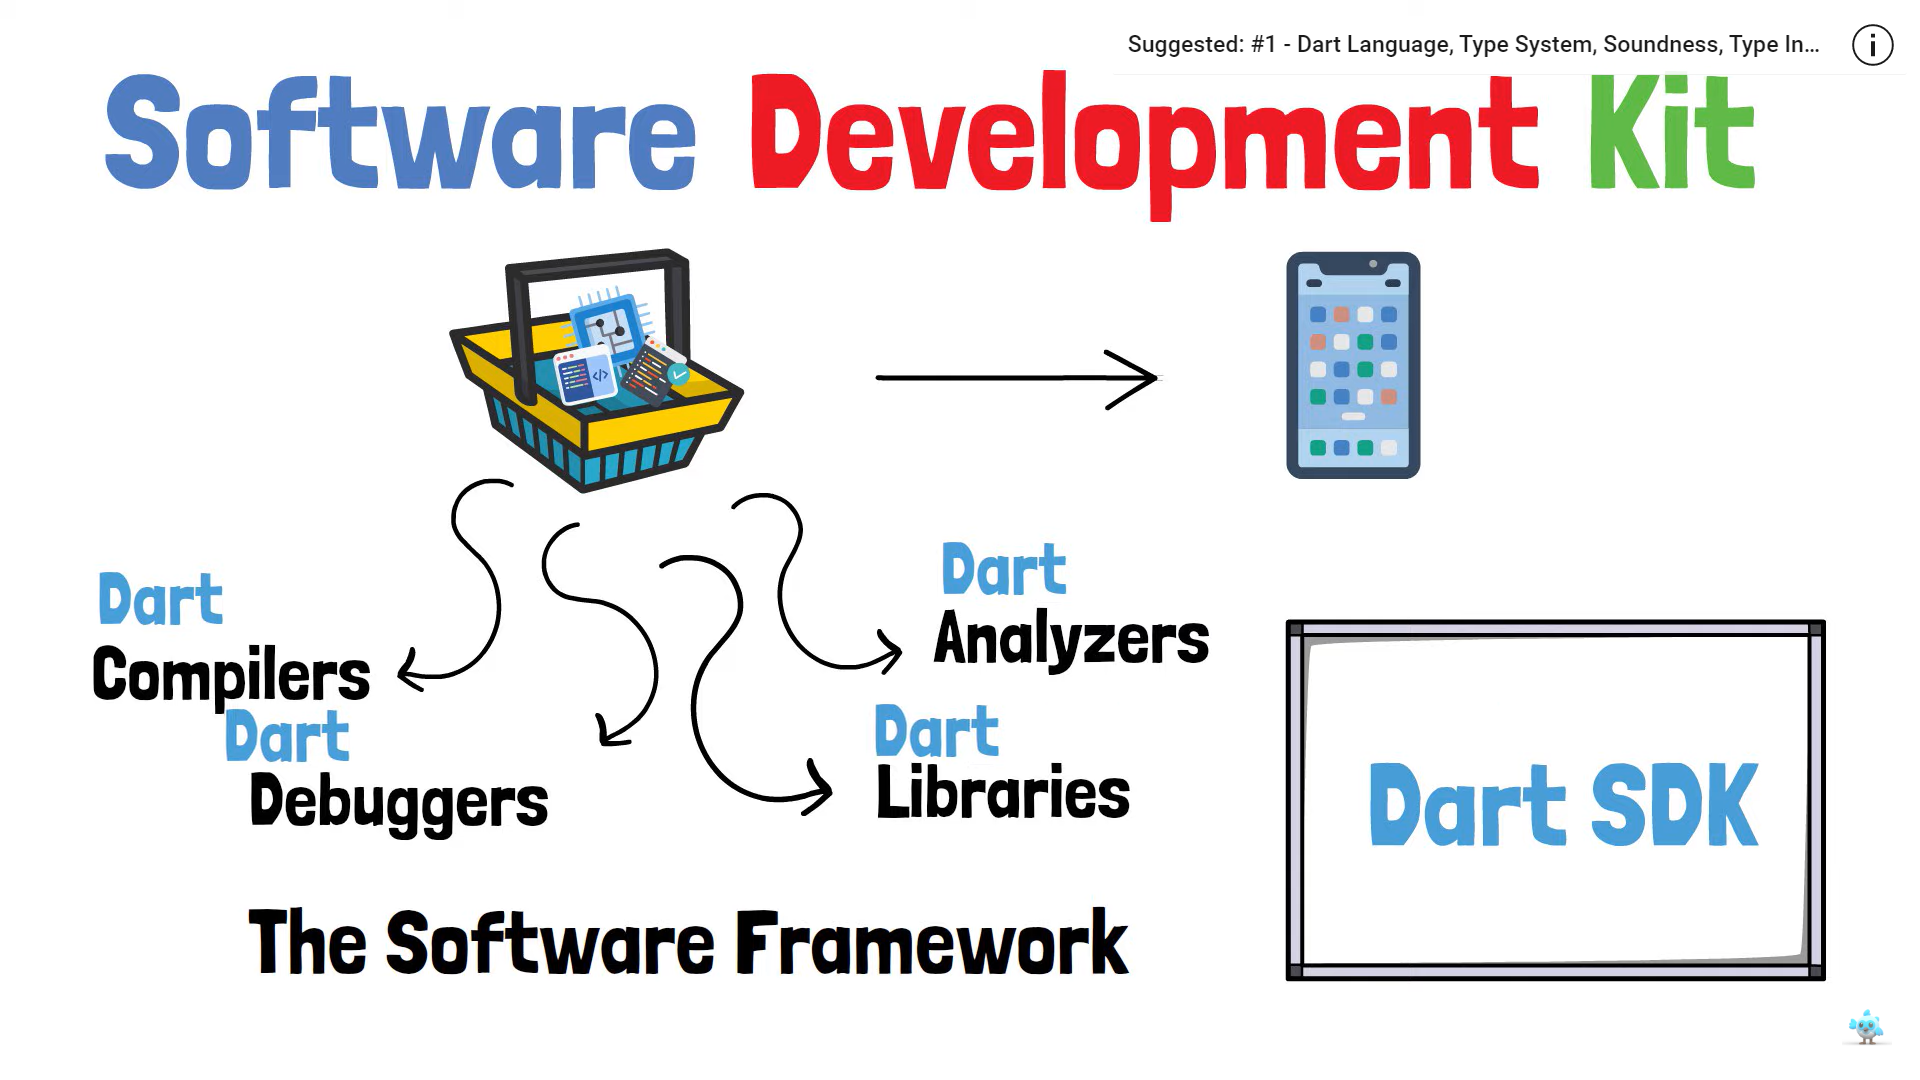 Suggested: #1 - Dart Language, Type System, Soundness, Type In...
Software Development Kit
Dart
Compilers
Dart
Debuggers
Dart
Analyzers
Dart
Libraries
Dart SDK
The Software Framework